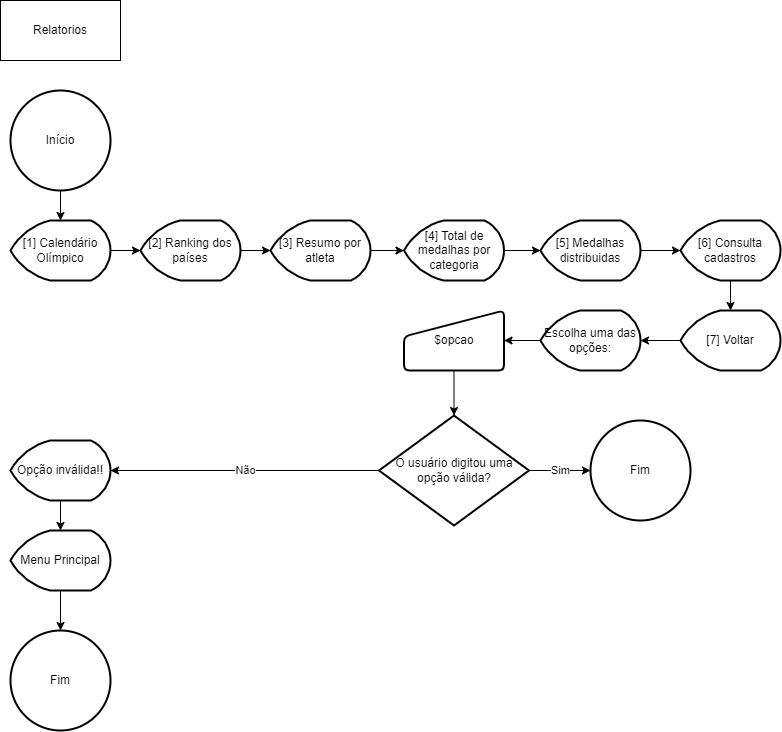 Relatorios
Início
[1] Calendário
Olímpico
[2] Ranking dos
países
[3] Resumo por
atleta
[4] Total de
medalhas por
categoria
[5] Medalhas
distribuidas
[6] Consulta
cadastros
[7] Voltar
Escolha uma das
opções:
$opcao
O usuário digitou uma
opção válida?
Sim
Fim
Não
Opção inválida!!
Menu Principal
Fim